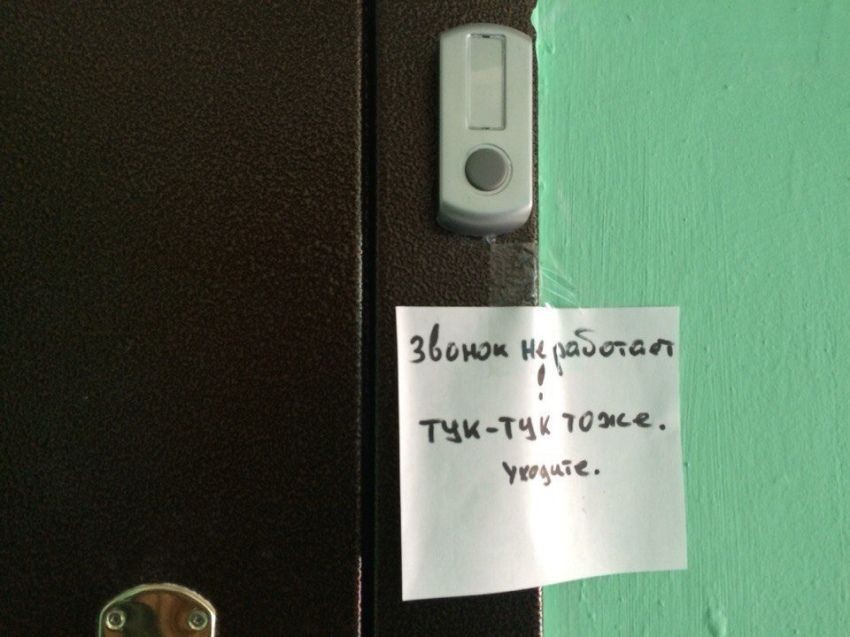 Звонок не работает
!
Тук-тук тоже.
Уходите.